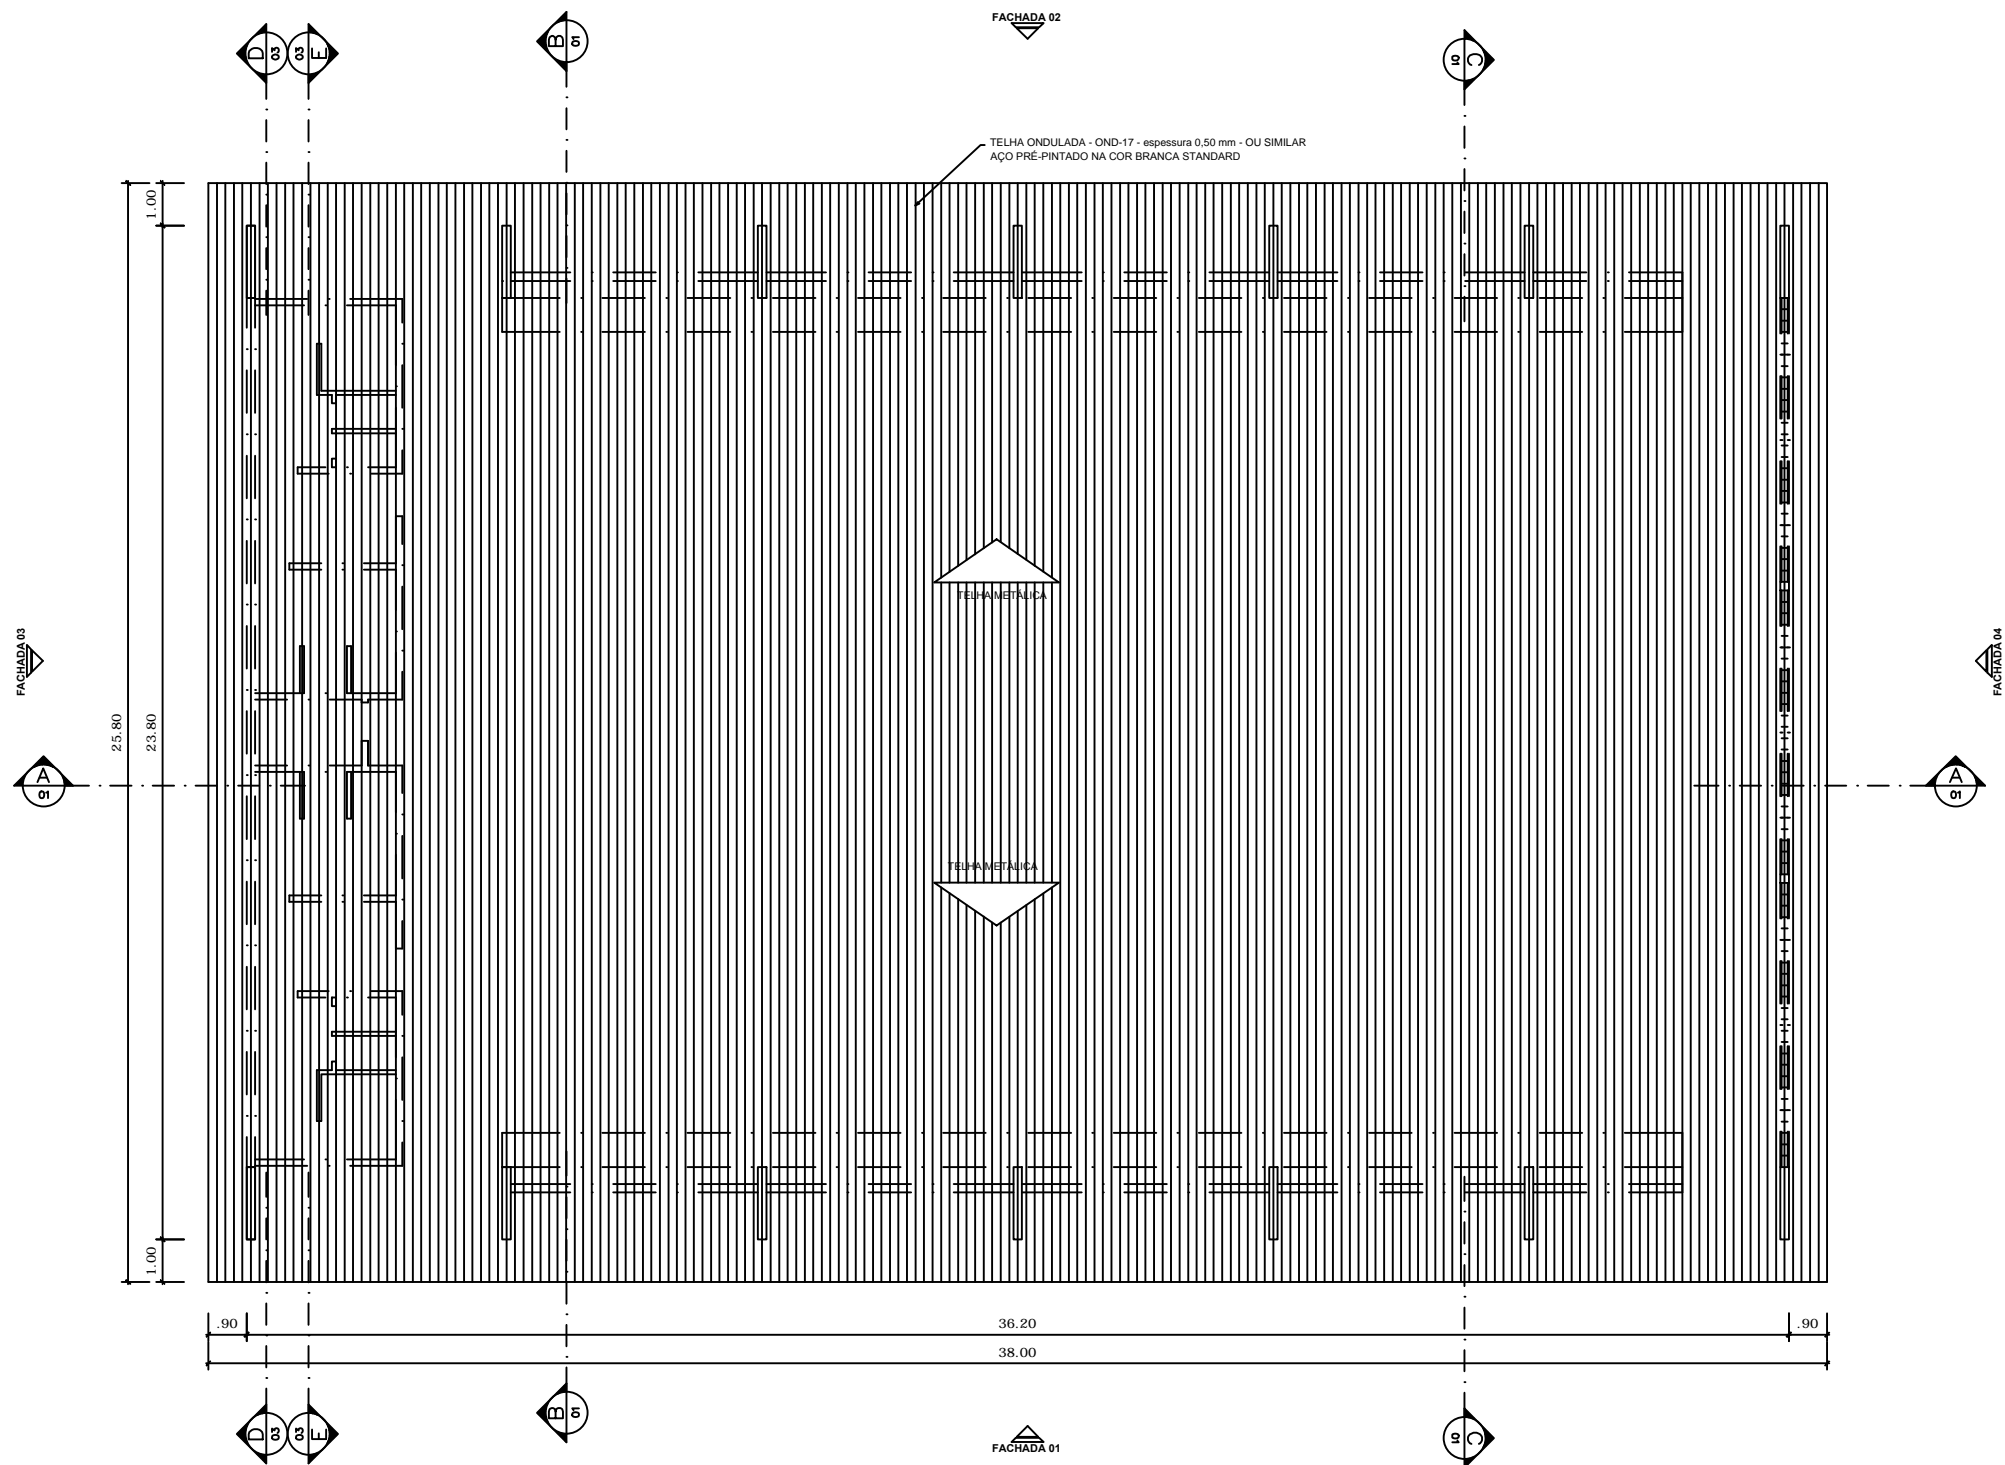 FACHADA 02
D
03
03
E
B
01
01
C
TELHA ONDULADA - OND-17 - espessura 0,50 mm - OU SIMILAR
AÇO PRÉ-PINTADO NA COR BRANCA STANDARD
1.00
TELHA METÁLICA
FACHADA 03
FACHADA 04
25.80
23.80
A
01
A
01
TELHA METÁLICA
1.00
.90
36.20
.90
38.00
D
03
03
E
B
01
01
C
FACHADA 01